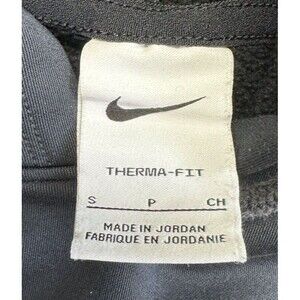 THERMA-FIT
S P CH
MADE IN JORDAN
FABRIQUE EN JORDANIE